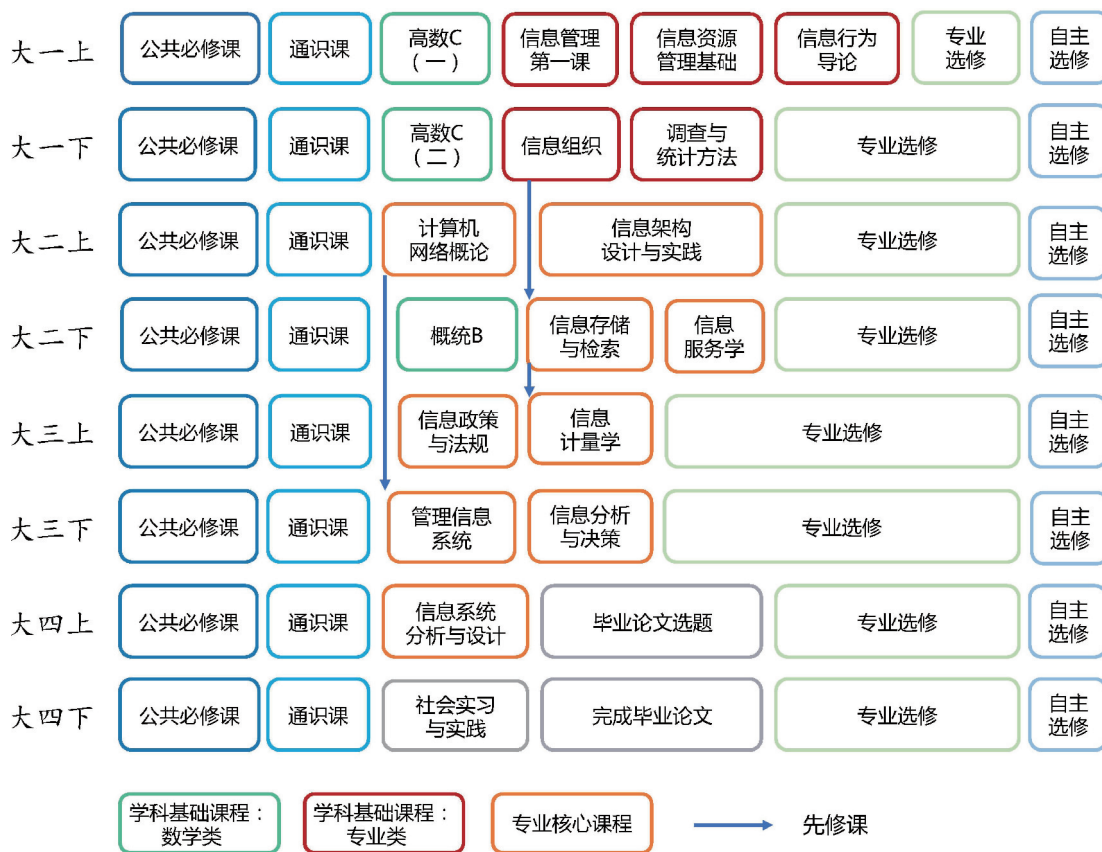 大一上
公共必修课
通识课
高数C
（一）
信息管理
第一课
信息资源
管理基础
信息行为
导论
专业
选修
自主
选修
大一下
公共必修课
通识课
高数C
（二）
信息组织
调查与
统计方法
专业选修
自主
选修
大二上
公共必修课
通识课
计算机
网络概论
信息架构
设计与实践
专业选修
自主
选修
大二下
公共必修课
通识课
概统B
信息存储
与检索
信息
服务学
专业选修
自主
选修
大三上
公共必修课
通识课
信息政策
与法规
信息
计量学
专业选修
自主
选修
大三下
公共必修课
通识课
管理信息
系统
信息分析
与决策
专业选修
自主
选修
大四上
公共必修课
通识课
信息系统
分析与设计
毕业论文选题
专业选修
自主
选修
大四下
公共必修课
通识课
社会实习
与实践
完成毕业论文
专业选修
自主
选修
学科基础课程：
数学类
学科基础课程：
专业类
专业核心课程
先修课